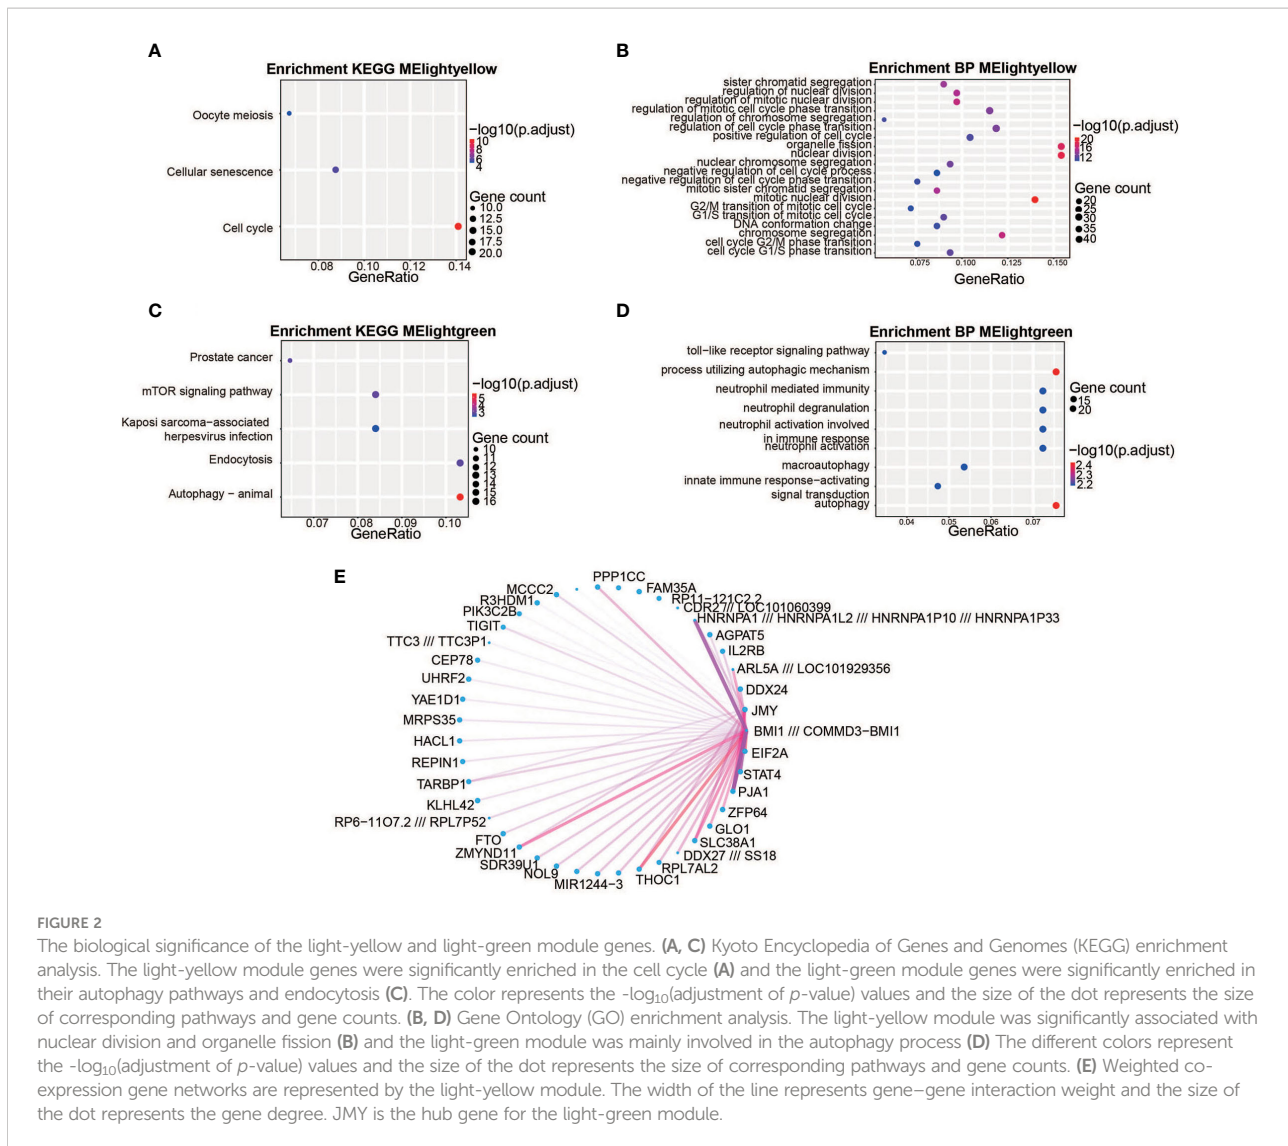 A
Enrichment KEGG MElightyellow
Oocyte meiosis
Cellular senescence
Cell cycle
0.08 0.10 0.12 0.14
GeneRatio
−log10(p.adjust)
10
8
6
4
Gene count
10.0
12.5
15.0
17.5
20.0
B
Enrichment BP MElightyellow
sister chromatid segregation
regulation of nuclear division
regulation of mitotic nuclear division
regulation of mitotic cell cycle phase transition
regulation of chromosome segregation
regulation of cell cycle phase transition
positive regulation of cell cycle
organelle fission
nuclear division
nuclear chromosome segregation
negative regulation of cell cycle process
negative regulation of cell cycle phase transition
mitotic sister chromatid segregation
mitotic nuclear division
G2/M transition of mitotic cell cycle
G1/S transition of mitotic cell cycle
DNA conformation change
chromosome segregation
cell cycle G2/M phase transition
cell cycle G1/S phase transition
0.075 0.100 0.125 0.150
GeneRatio
−log10(p.adjust)
20
16
12
Gene count
20
25
30
35
40
C
Enrichment KEGG MElightgreen
Prostate cancer
mTOR signaling pathway
Kaposi sarcoma−associated
herpesvirus infection
Endocytosis
Autophagy − animal
0.07 0.08 0.09 0.10
GeneRatio
−log10(p.adjust)
5
4
3
Gene count
10
11
12
13
14
15
16
D
Enrichment BP MElightgreen
toll−like receptor signaling pathway
process utilizing autophagic mechanism
neutrophil mediated immunity
neutrophil degranulation
neutrophil activation involved
in immune response
neutrophil activation
macroautophagy
innate immune response−activating
signal transduction
autophagy
0.04 0.05 0.06 0.07
GeneRatio
Gene count
15
20
−log10(p.adjust)
2.4
2.3
2.2
E
PPP1CC
FAM35A
RP11−121C2.2
CDR2 /// LOC101060399
HNRNPA1 /// HNRNPA1L2 /// HNRNPA1P10 /// HNRNPA1P33
AGPAT5
IL2RB
ARL5A /// LOC101929356
DDX24
JMY
BMI1 /// COMMD3−BMI1
EIF2A
STAT4
PJA1
ZFP64
GLO1
SLC38A1
DDX27 /// SS18
RPL7AL2
THOC1
MIR1244−3
NOL9
SDR39U1
ZMYND11
FTO
RP6−11O7.2 /// RPL7P52
KLHL42
TARBP1
REPIN1
HACL1
MRPS35
YAE1D1
UHRF2
CEP78
TTC3 /// TTC3P1
TIGIT
PIK3C2B
R3HDM1
MCCC2
FIGURE 2
The biological significance of the light-yellow and light-green module genes. (A, C) Kyoto Encyclopedia of Genes and Genomes (KEGG) enrichment
analysis. The light-yellow module genes were significantly enriched in the cell cycle (A) and the light-green module genes were significantly enriched in
their autophagy pathways and endocytosis (C). The color represents the -log10(adjustment of p-value) values and the size of the dot represents the size
of corresponding pathways and gene counts. (B, D) Gene Ontology (GO) enrichment analysis. The light-yellow module was significantly associated with
nuclear division and organelle fission (B) and the light-green module was mainly involved in the autophagy process (D) The different colors represent
the -log10(adjustment of p-value) values and the size of the dot represents the size of corresponding pathways and gene counts. (E) Weighted co-
expression gene networks are represented by the light-yellow module. The width of the line represents gene–gene interaction weight and the size of
the dot represents the gene degree. JMY is the hub gene for the light-green module.